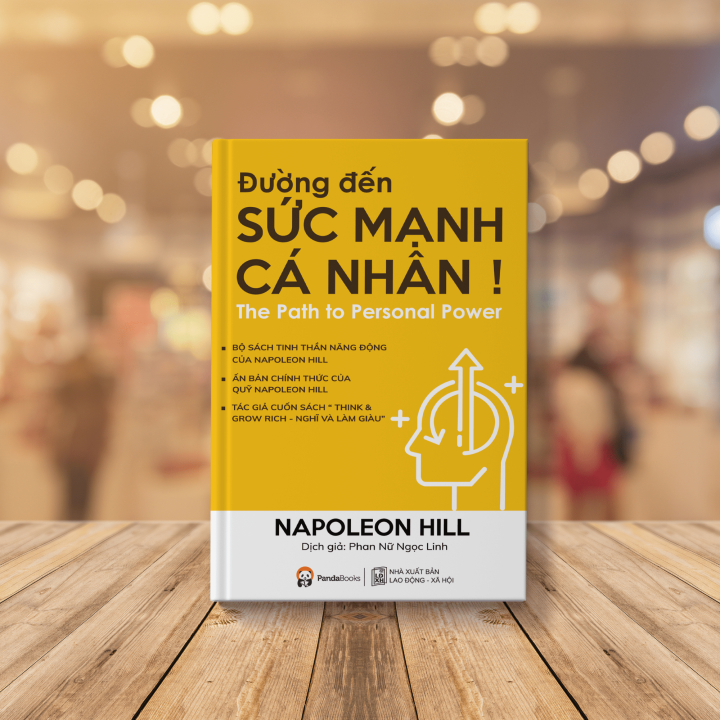 Đường đến
SỨC MẠNH
CÁ NHÂN !
The Path to Personal Power
BỘ SÁCH TINH THẦN NĂNG ĐỘNG
CỦA NAPOLEON HILL
ẤN BẢN CHÍNH THỨC CỦA
QUỸ NAPOLEON HILL
TÁC GIẢ CUỐN SÁCH “ THINK &
GROW RICH - NGHĨ VÀ LÀM GIÀU”
NAPOLEON HILL
Dịch giả: Phan Nữ Ngọc Linh
PandaBooks
NHÀ XUẤT BẢN
LAO ĐỘNG - XÃ HỘI